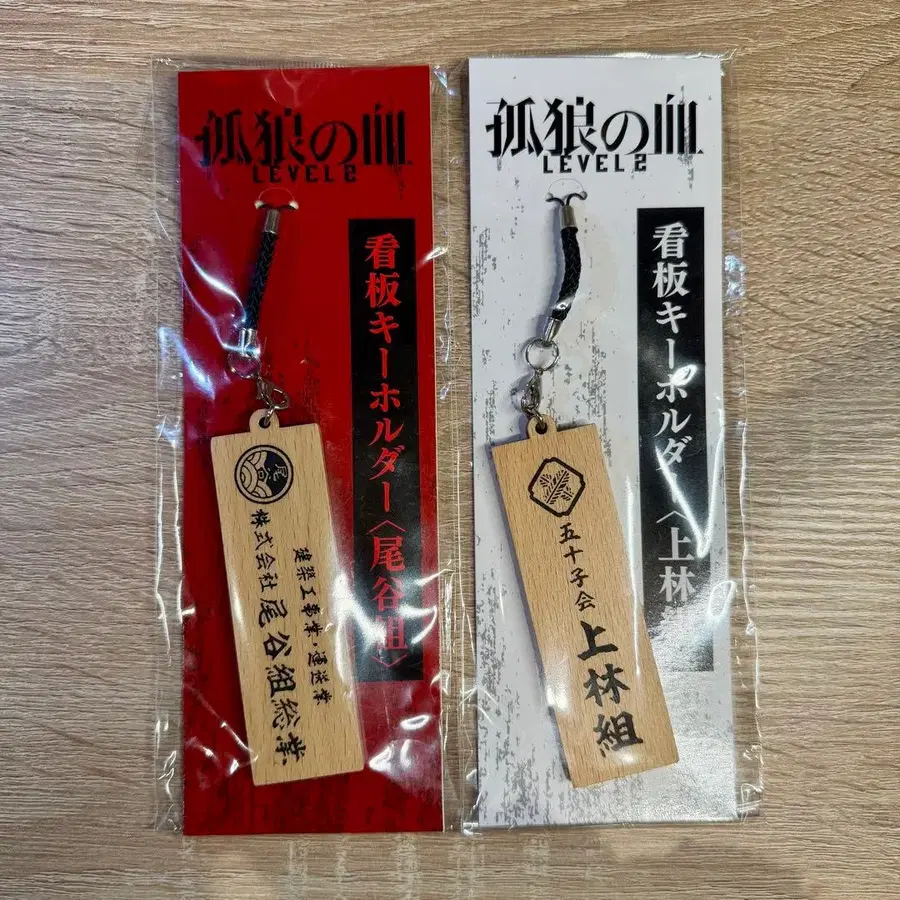 孤狼の血
LEVEL2
看板キーホルダー〈尾谷組〉
尾
建築工事業・運送業
株式会社 尾谷組総業
孤狼の血
LEVEL2
看板キーホルダー〈上林
五十子会
上林組